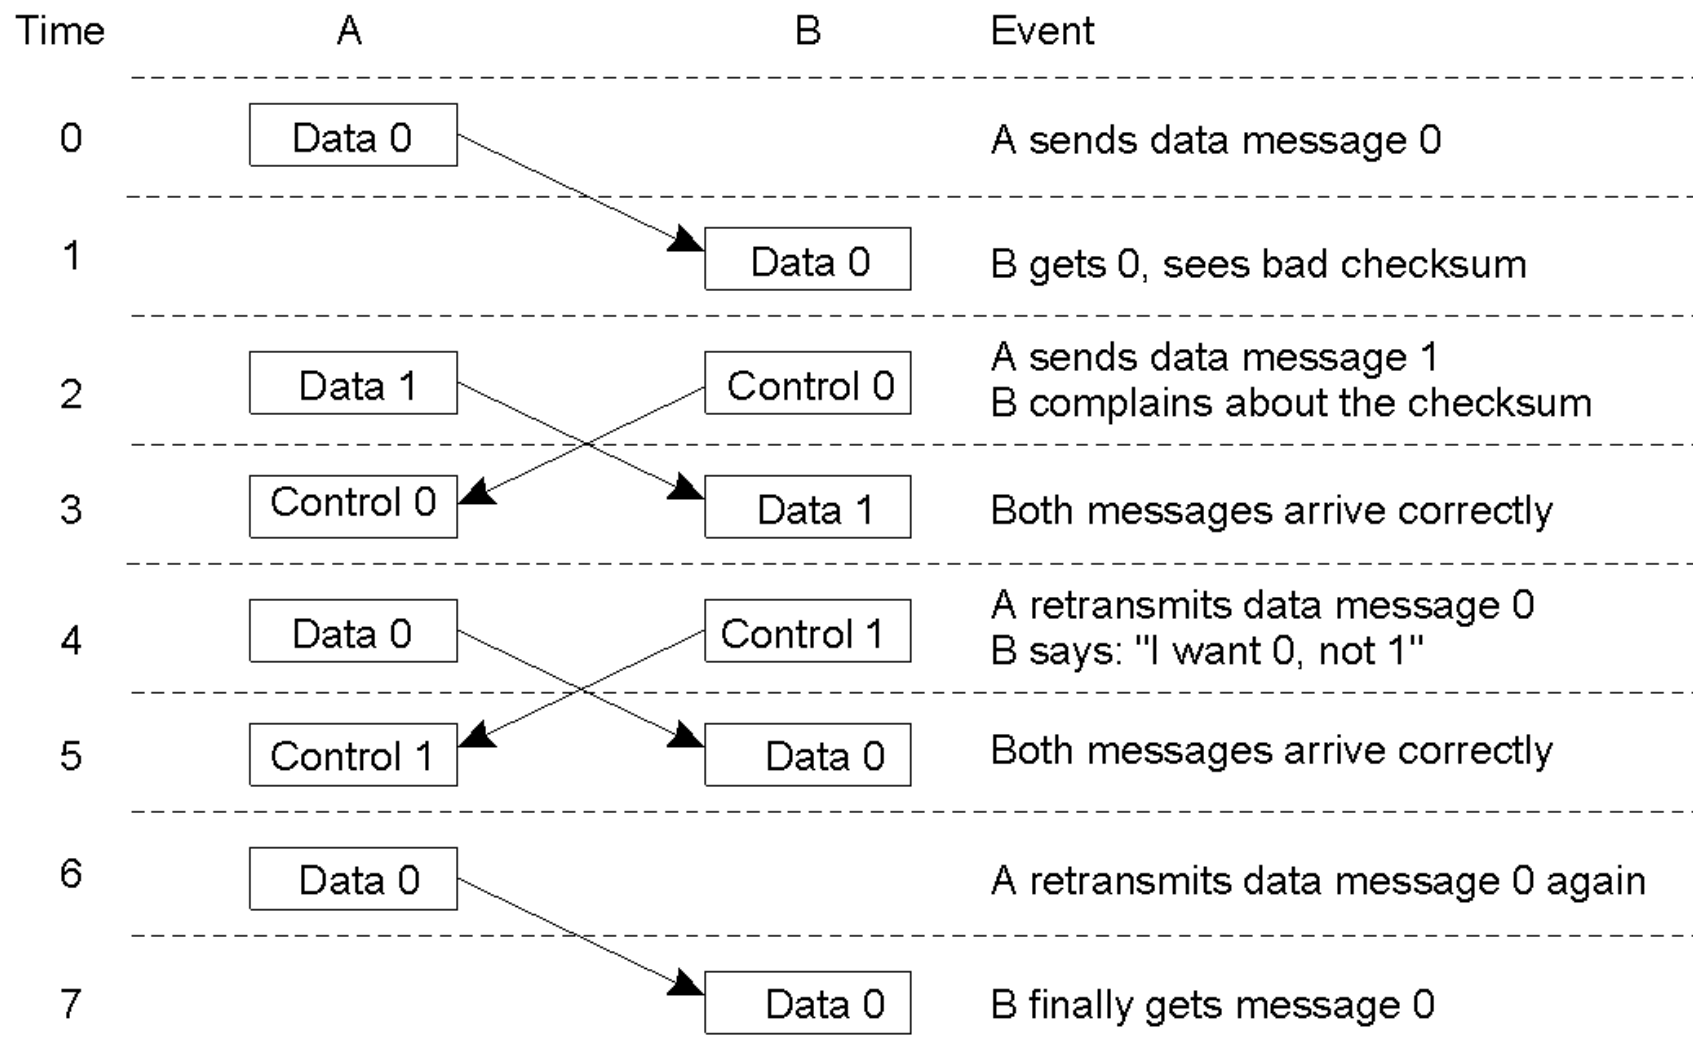 Time A B Event
0 Data 0 A sends data message 0
1 Data 0 B gets 0, sees bad checksum
2 Data 1 Control 0 A sends data message 1
B complains about the checksum
3 Control 0 Data 1 Both messages arrive correctly
4 Data 0 Control 1 A retransmits data message 0
B says: "I want 0, not 1"
5 Control 1 Data 0 Both messages arrive correctly
6 Data 0 A retransmits data message 0 again
7 Data 0 B finally gets message 0